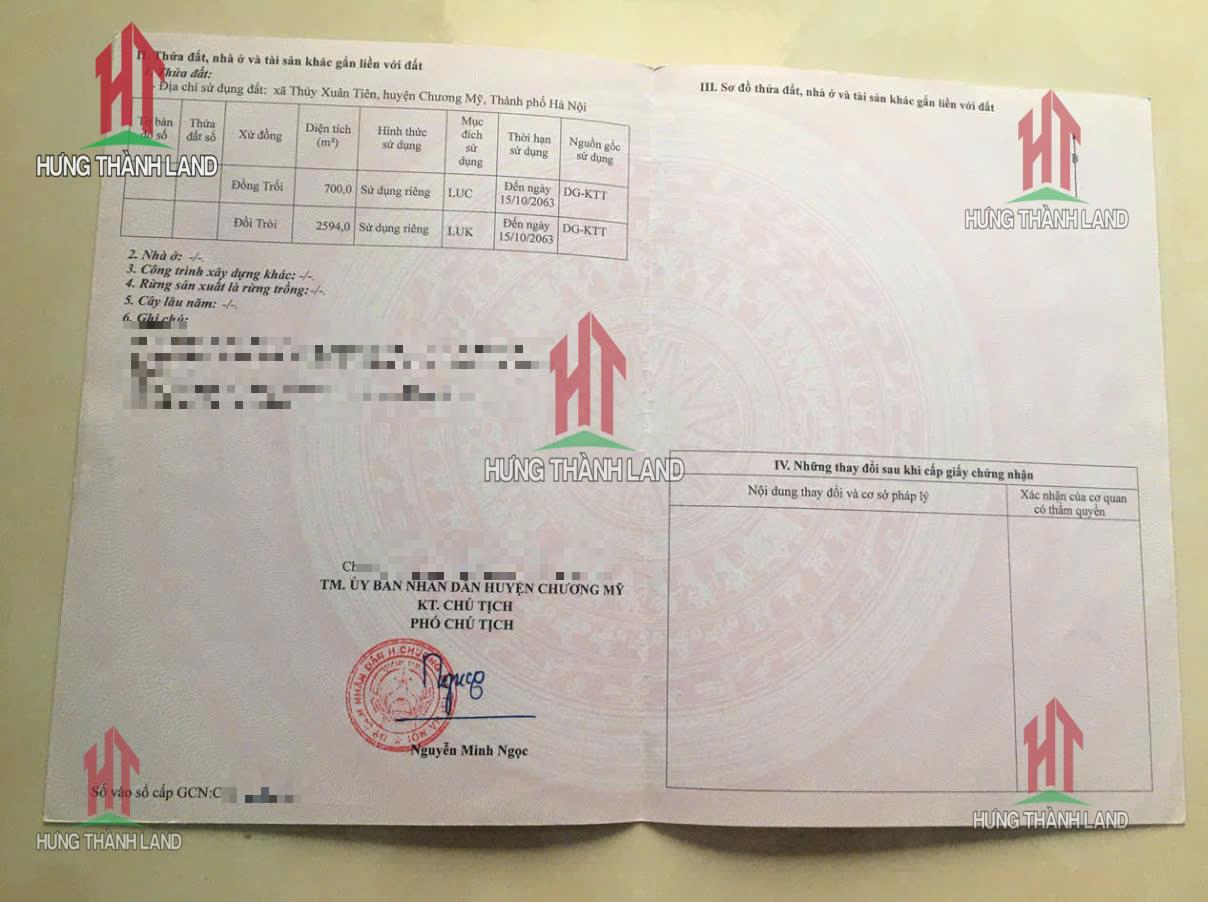 II. Thửa đất, nhà ở và tài sản khác gắn liền với đất
1. Thửa đất:
- Địa chỉ sử dụng đất: xã Thủy Xuân Tiên, huyện Chương Mỹ, Thành phố Hà Nội
Tờ bản đồ số | Thửa đất số | Xứ đồng | Diện tích (m²) | Hình thức sử dụng | Mục đích sử dụng | Thời hạn sử dụng | Nguồn gốc sử dụng
Đồng Trối | 700,0 | Sử dụng riêng | LUC | Đến ngày 15/10/2063 | DG-KTT
Đồi Tròi | 2594,0 | Sử dụng riêng | LUK | Đến ngày 15/10/2063 | DG-KTT
2. Nhà ở: -/-.
3. Công trình xây dựng khác: -/-.
4. Rừng sản xuất là rừng trồng:-/-.
5. Cây lâu năm: -/-.
6. Ghi chú:
TM. ỦY BAN NHÂN DÂN HUYỆN CHƯƠNG MỸ
KT. CHỦ TỊCH
PHÓ CHỦ TỊCH
Nguyễn Minh Ngọc
Số vào sổ cấp GCN:C
III. Sơ đồ thửa đất, nhà ở và tài sản khác gắn liền với đất
B
IV. Những thay đổi sau khi cấp giấy chứng nhận
Nội dung thay đổi và cơ sở pháp lý | Xác nhận của cơ quan có thẩm quyền
HT
HƯNG THÀNH LAND
HT
HƯNG THÀNH LAND
HT
HƯNG THÀNH LAND
HT
HƯNG THÀNH LAND
HT
HƯNG THÀNH LAND